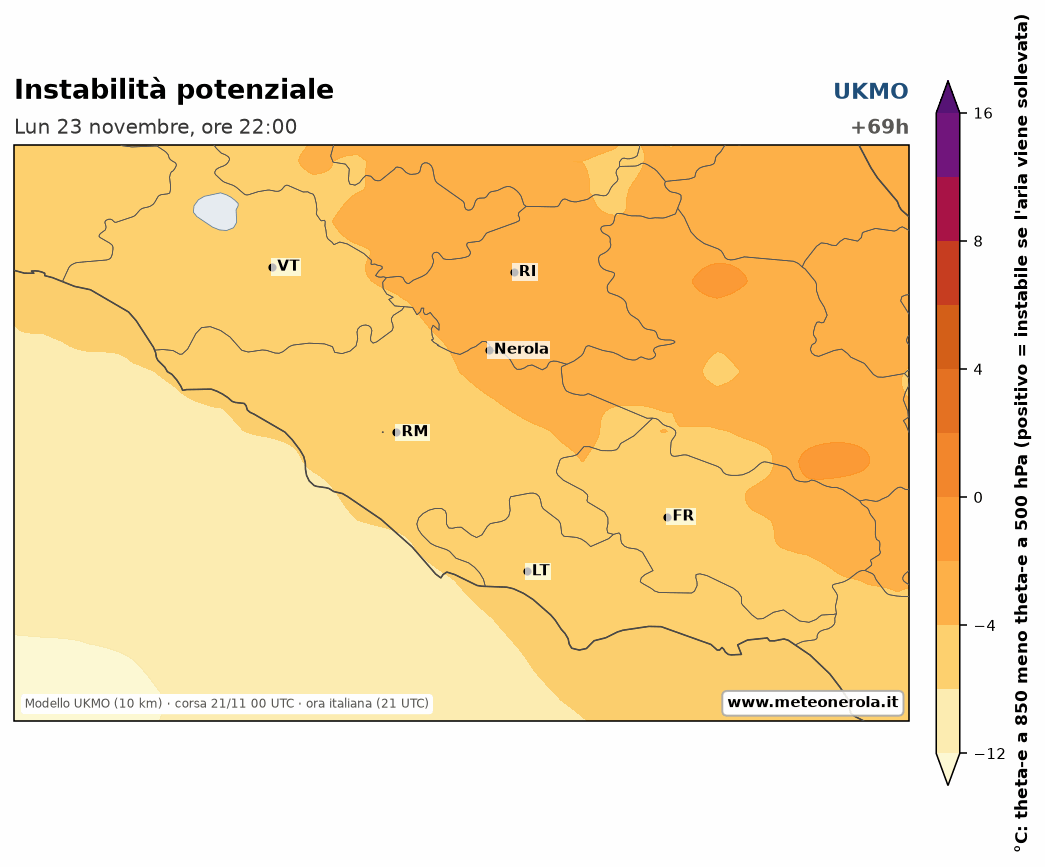 Instabilità potenziale
UKMO
Lun 23 novembre, ore 22:00
+69h
VT
RI
Nerola
RM
FR
LT
Modello UKMO (10 km) · corsa 21/11 00 UTC · ora italiana (21 UTC)
www.meteonerola.it
16
8
4
0
−4
−12
°C: theta-e a 850 meno theta-e a 500 hPa (positivo = instabile se l'aria viene sollevata)